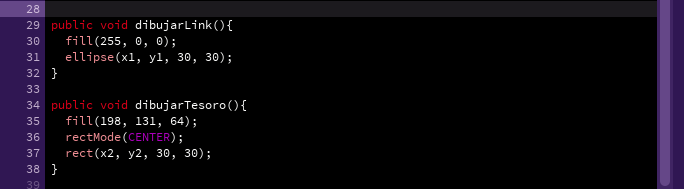 28
29 public void dibujarLink(){
30   fill(255, 0, 0);
31   ellipse(x1, y1, 30, 30);
32 }
33
34 public void dibujarTesoro(){
35   fill(198, 131, 64);
36   rectMode(CENTER);
37   rect(x2, y2, 30, 30);
38 }
39